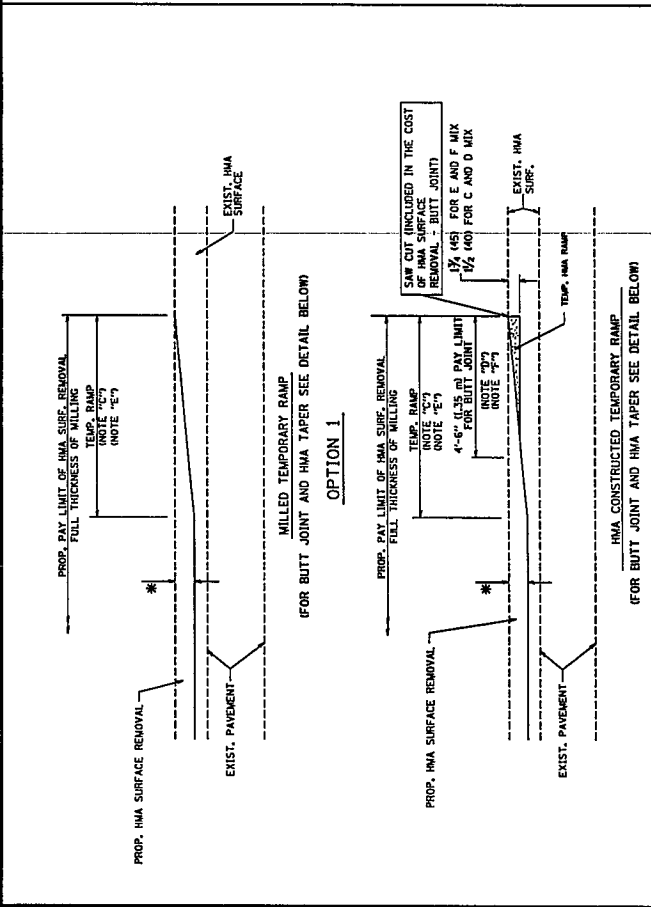 PROP. PAY LIMIT OF HMA SURF. REMOVAL
FULL THICKNESS OF MILLING
TEMP. RAMP
(NOTE "C")
(NOTE "E")
*
PROP. HMA SURFACE REMOVAL
EXIST. HMA
SURFACE
EXIST. PAVEMENT
MILLED TEMPORARY RAMP
(FOR BUTT JOINT AND HMA TAPER SEE DETAIL BELOW)
OPTION 1
SAW CUT (INCLUDED IN THE COST
OF HMA SURFACE
REMOVAL - BUTT JOINT)
PROP. PAY LIMIT OF HMA SURF. REMOVAL
FULL THICKNESS OF MILLING
1¾ (45) FOR E AND F MIX
1½ (40) FOR C AND D MIX
TEMP. RAMP
(NOTE "C")
(NOTE "E")
4'-6" (1.35 m) PAY LIMIT
FOR BUTT JOINT
(NOTE "D")
(NOTE "F")
*
PROP. HMA SURFACE REMOVAL
EXIST. HMA
SURF.
TEMP. HMA RAMP
EXIST. PAVEMENT
HMA CONSTRUCTED TEMPORARY RAMP
(FOR BUTT JOINT AND HMA TAPER SEE DETAIL BELOW)